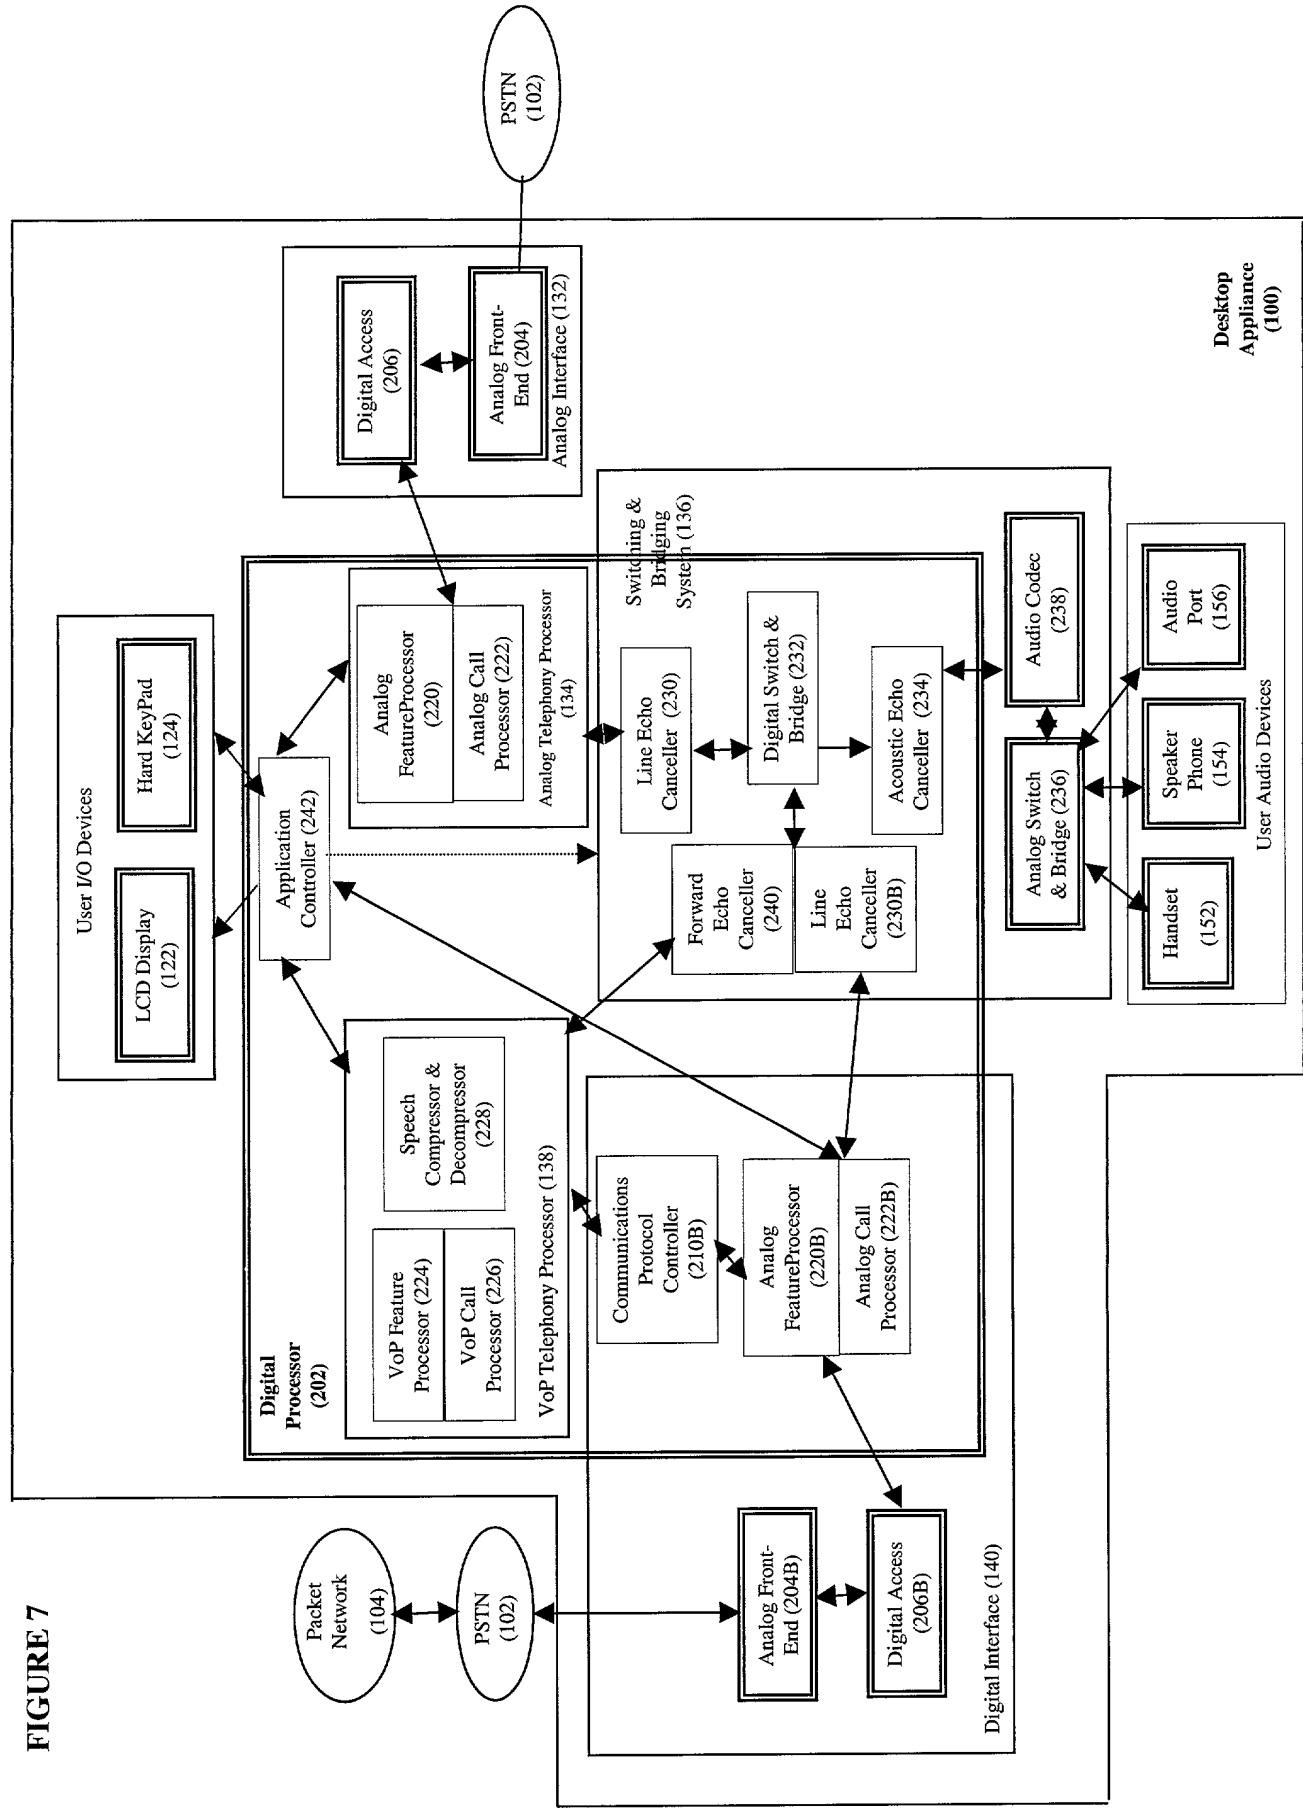 FIGURE 7
Packet
Network
(104)
PSTN
(102)
User I/O Devices
LCD Display
(122)
Hard KeyPad
(124)
Digital
Processor
(202)
Application
Controller (242)
VoP Feature
Processor (224)
VoP Call
Processor (226)
Speech
Compressor &
Decompressor
(228)
VoP Telephony Processor (138)
Analog
FeatureProcessor
(220)
Analog Call
Processor (222)
Analog Telephony Processor
(134)
Digital Access
(206)
Analog Front-
End (204)
Analog Interface (132)
PSTN
(102)
Communications
Protocol
Controller
(210B)
Analog
FeatureProcessor
(220B)
Analog Call
Processor (222B)
Analog Front-
End (204B)
Digital Access
(206B)
Digital Interface (140)
Switching &
Bridging
System (136)
Line Echo
Canceller (230)
Forward
Echo
Canceller
(240)
Line
Echo
Canceller
(230B)
Digital Switch &
Bridge (232)
Acoustic Echo
Canceller (234)
Analog Switch
& Bridge (236)
Audio Codec
(238)
Handset
(152)
Speaker
Phone
(154)
Audio
Port
(156)
User Audio Devices
Desktop
Appliance
(100)